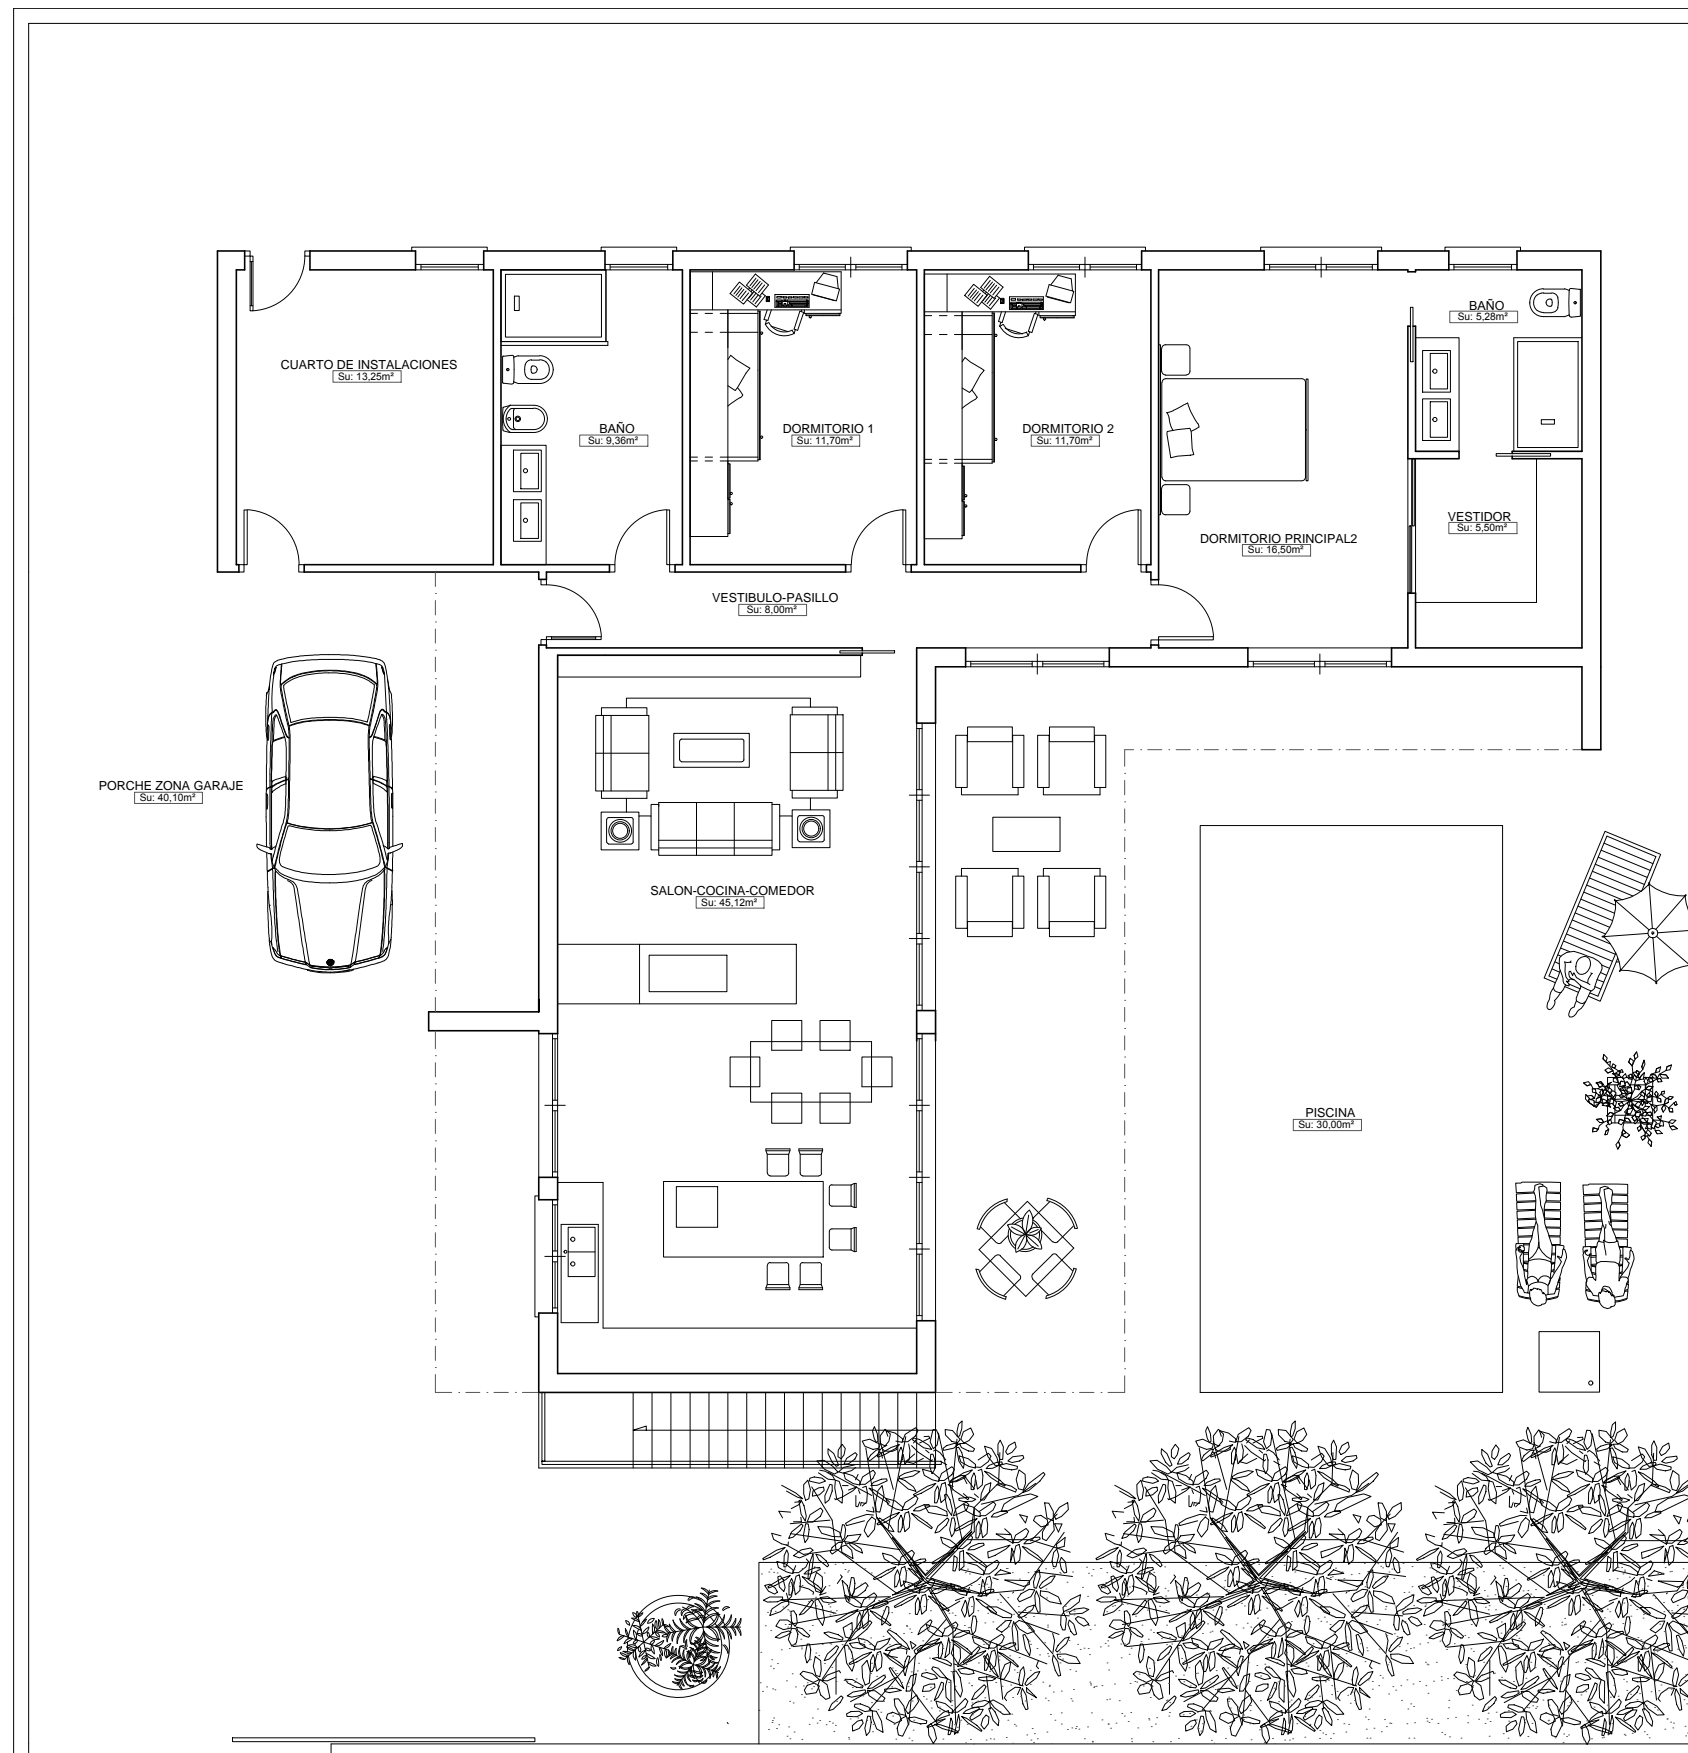 BAÑO
Su: 5,28m²
CUARTO DE INSTALACIONES
Su: 13,25m²
BAÑO
Su: 9,36m²
DORMITORIO 1
Su: 11,70m²
DORMITORIO 2
Su: 11,70m²
VESTIDOR
Su: 5,50m²
DORMITORIO PRINCIPAL2
Su: 16,50m²
VESTIBULO-PASILLO
Su: 8,00m²
PORCHE ZONA GARAJE
Su: 40,10m²
SALON-COCINA-COMEDOR
Su: 45,12m²
PISCINA
Su: 30,00m²